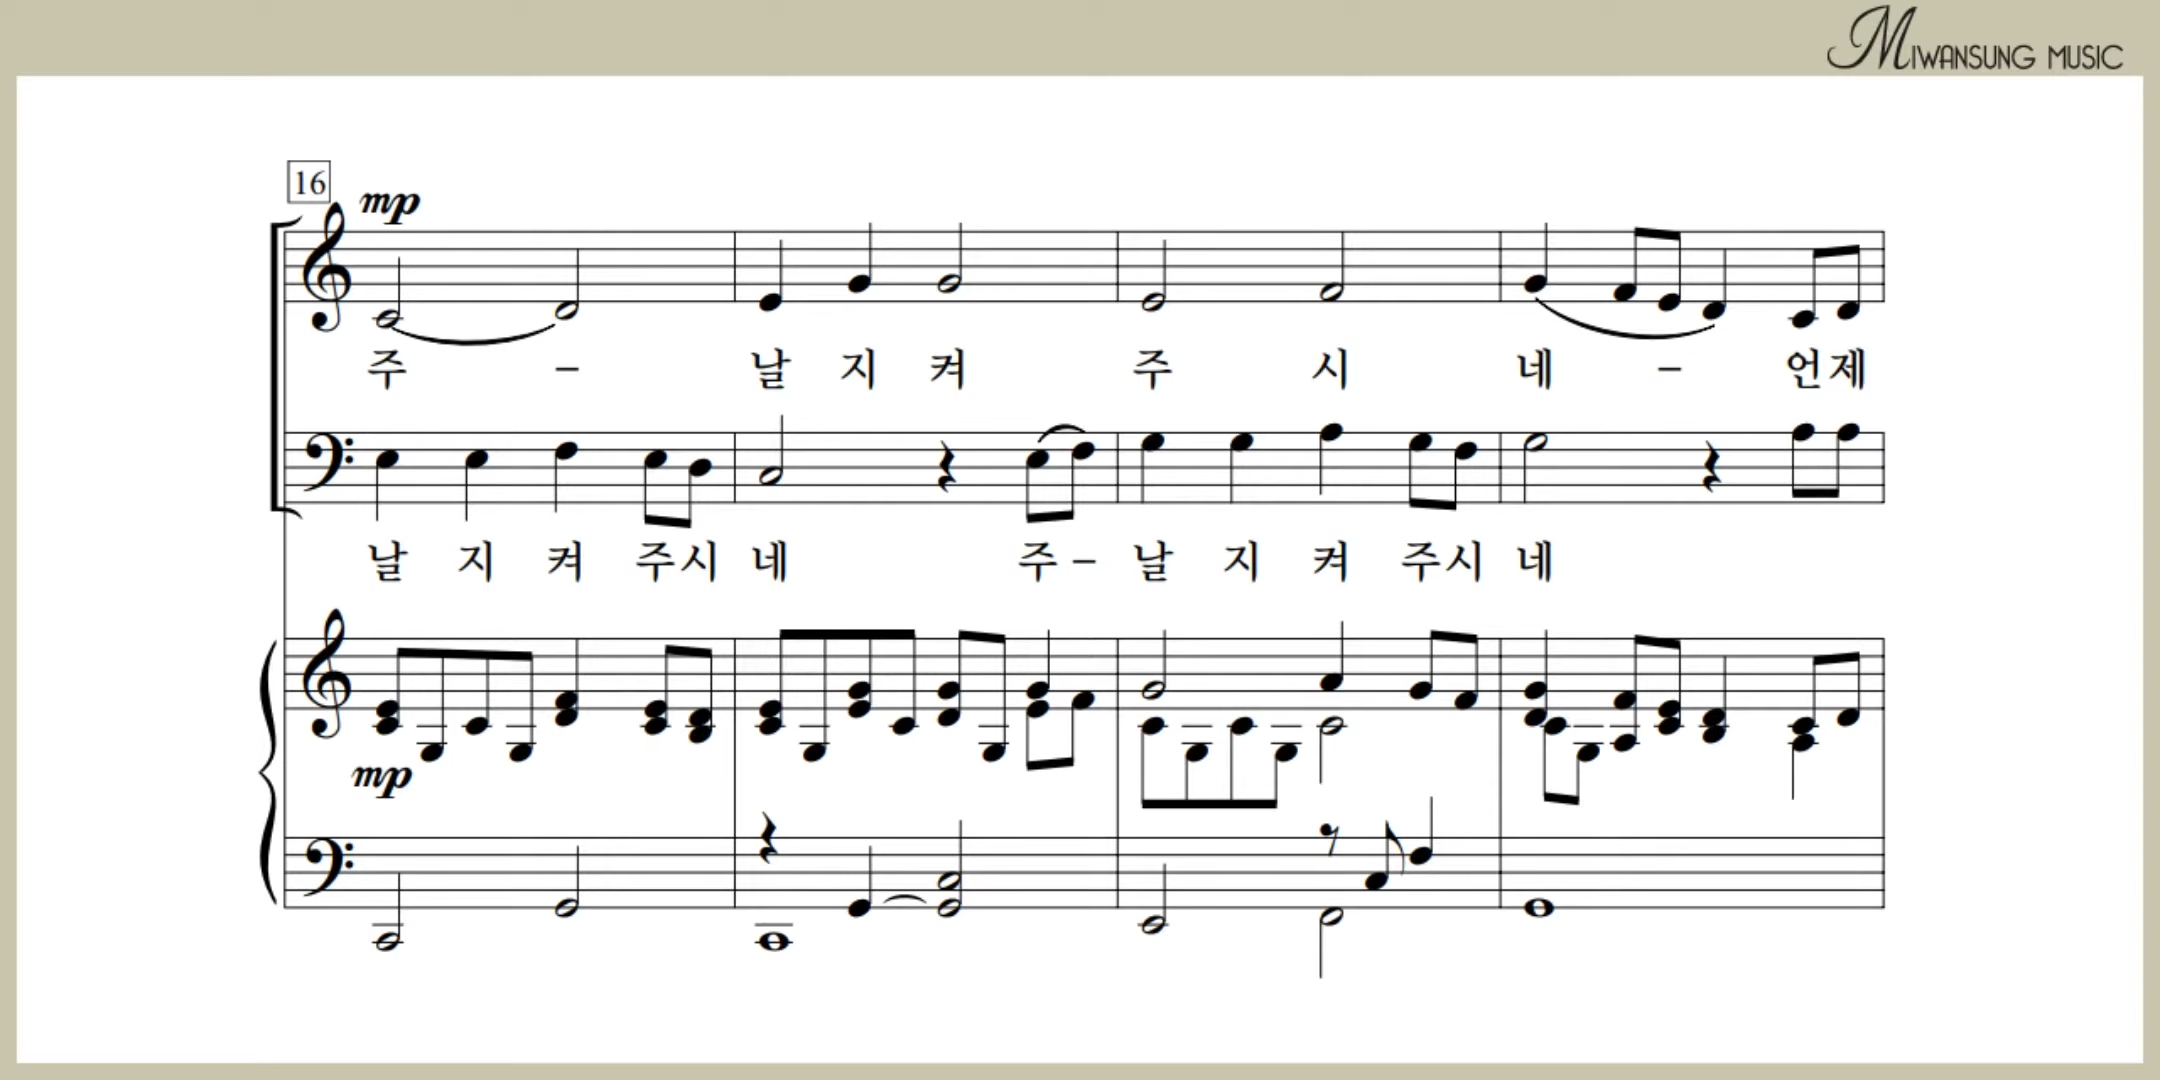 MIWANSUNG MUSIC
16
mp
주 – 날 지 켜 주 시 네 – 언 제
날 지 켜 주 시 네 주 – 날 지 켜 주 시 네
mp